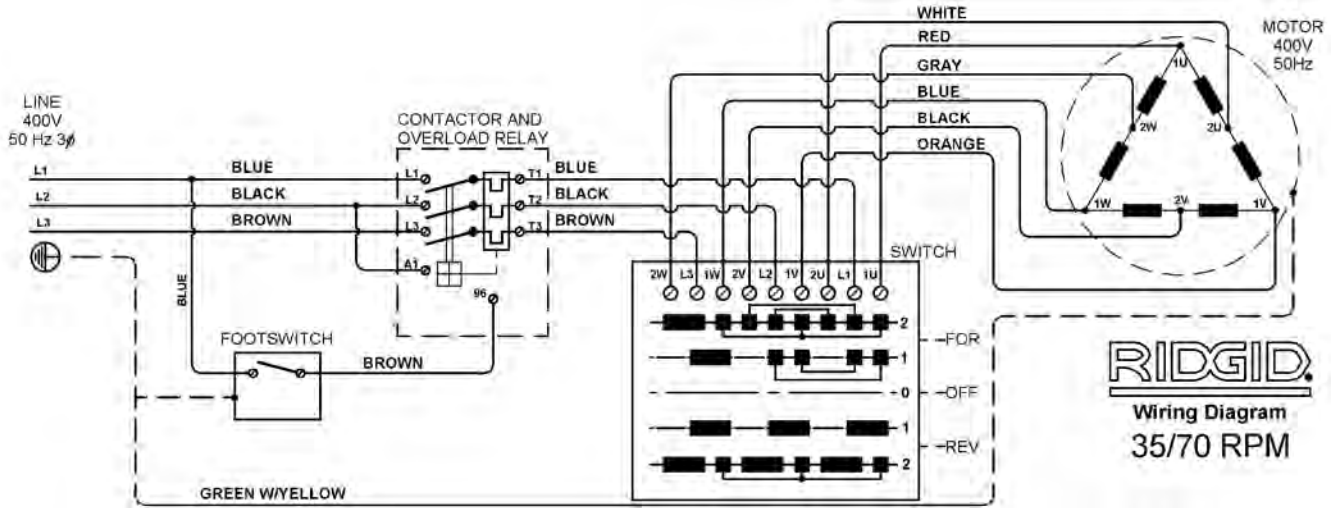 WHITE
RED
GRAY
BLUE
BLACK
ORANGE
MOTOR
400V
50Hz
1U
2W
2U
1W
2V
1V
LINE
400V
50 Hz 3ϕ
L1
L2
L3
BLUE
BLACK
BROWN
CONTACTOR AND
OVERLOAD RELAY
L1
L2
L3
A1
96
T1
T2
T3
BLUE
BLACK
BROWN
BLUE
FOOTSWITCH
BROWN
SWITCH
2W L3 1W 2V L2 1V 2U L1 1U
2
FOR
1
0
OFF
1
REV
2
GREEN W/YELLOW
RIDGID
Wiring Diagram
35/70 RPM